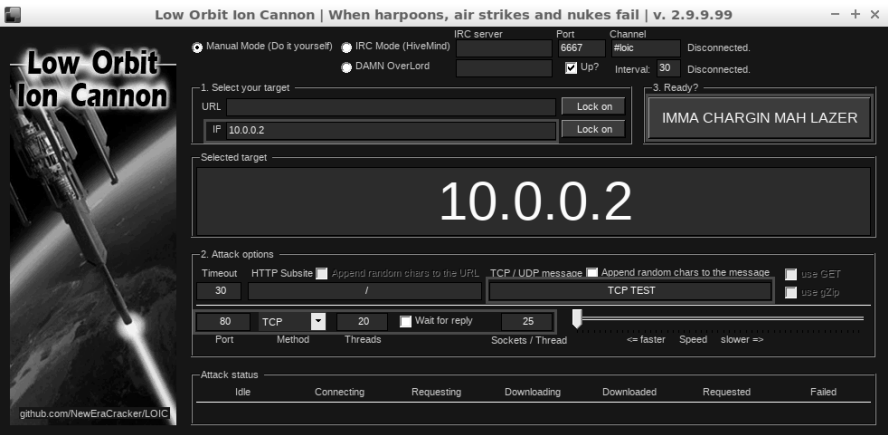 Low Orbit Ion Cannon | When harpoons, air strikes and nukes fail | v. 2.9.9.99
Low Orbit
Ion Cannon
github.com/NewEraCracker/LOIC
IRC server Port Channel
Manual Mode (Do it yourself) IRC Mode (HiveMind) 6667 #loic Disconnected.
DAMN OverLord Up? Interval: 30 Disconnected.
1. Select your target
URL Lock on
IP 10.0.0.2 Lock on
3. Ready?
IMMA CHARGIN MAH LAZER
Selected target
10.0.0.2
2. Attack options
Timeout HTTP Subsite Append random chars to the URL TCP / UDP message Append random chars to the message use GET
30 / TCP TEST use gZip
80 TCP 20 Wait for reply 25
Port Method Threads Sockets / Thread <= faster Speed slower =>
Attack status
Idle Connecting Requesting Downloading Downloaded Requested Failed